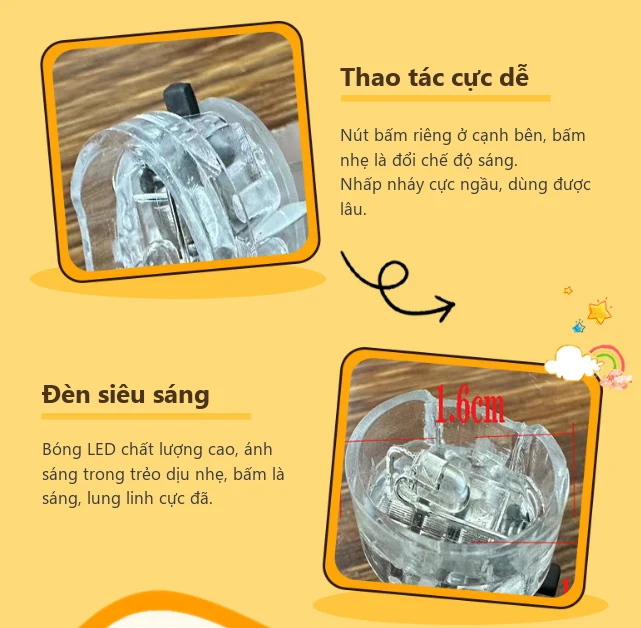 Thao tác cực dễ
Nút bấm riêng ở cạnh bên, bấm
nhẹ là đổi chế độ sáng.
Nhấp nháy cực ngầu, dùng được
lâu.
Đèn siêu sáng
Bóng LED chất lượng cao, ánh
sáng trong trẻo dịu nhẹ, bấm là
sáng, lung linh cực đã.
1.6cm